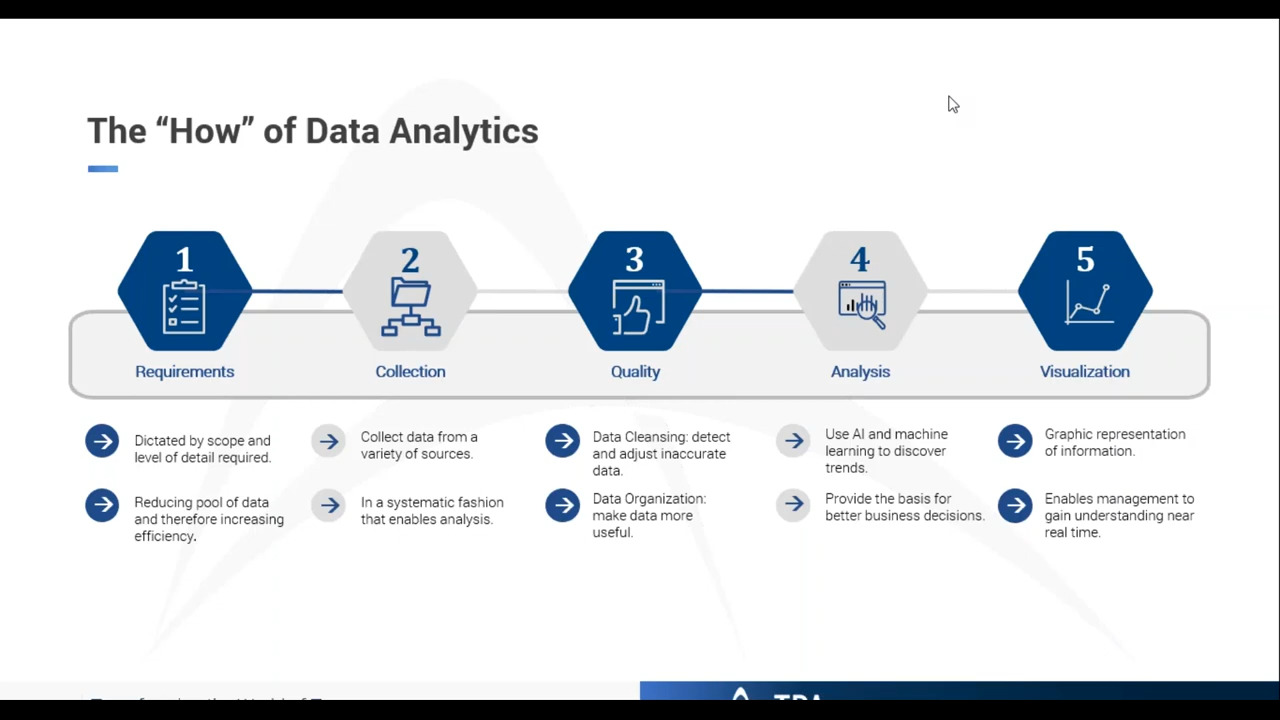 The “How” of Data Analytics
1
2
3
4
5
Requirements
Collection
Quality
Analysis
Visualization
Dictated by scope and
level of detail required.
Reducing pool of data
and therefore increasing
efficiency.
Collect data from a
variety of sources.
In a systematic fashion
that enables analysis.
Data Cleansing: detect
and adjust inaccurate
data.
Data Organization:
make data more
useful.
Use AI and machine
learning to discover
trends.
Provide the basis for
better business decisions.
Graphic representation
of information.
Enables management to
gain understanding near
real time.